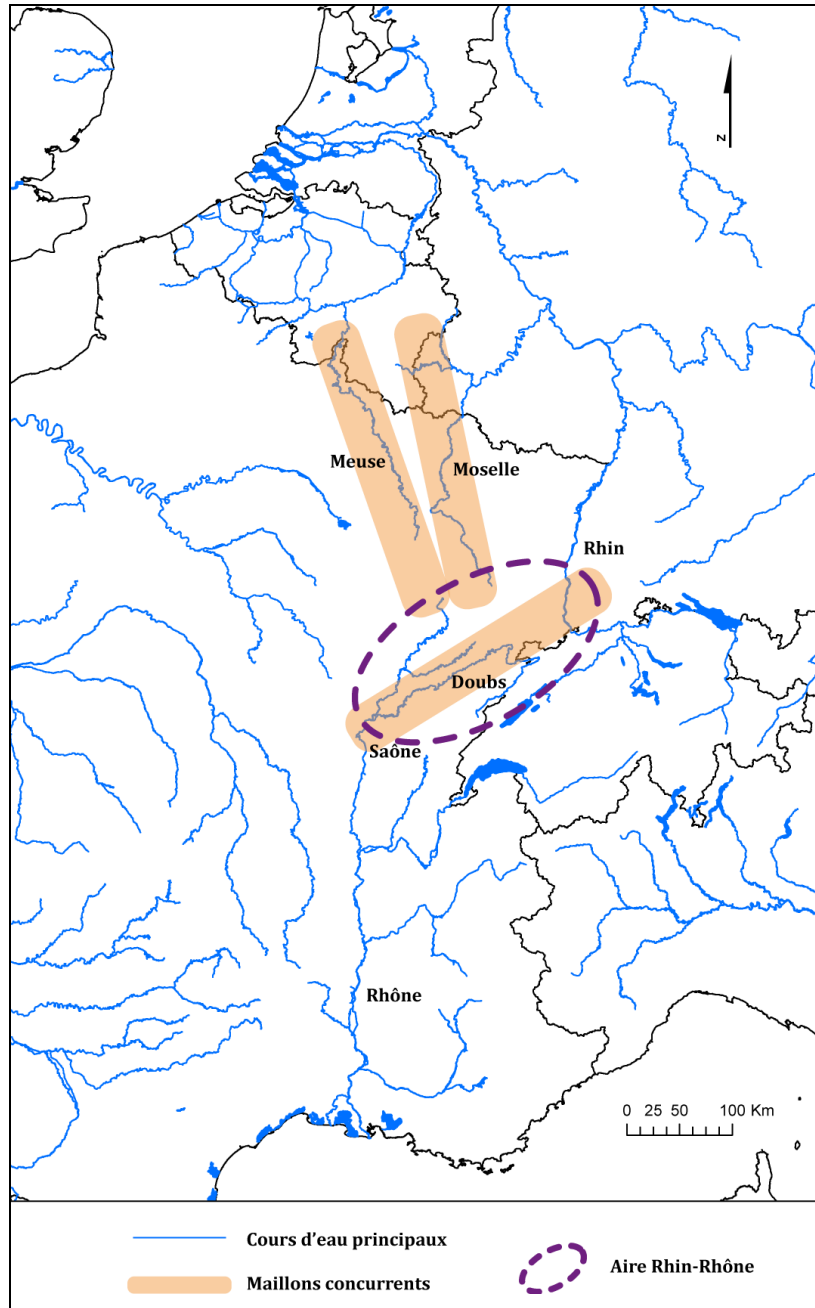 N
Meuse
Moselle
Rhin
Doubs
Saône
Rhône
0 25 50 100 Km
Cours d'eau principaux
Maillons concurrents
Aire Rhin-Rhône